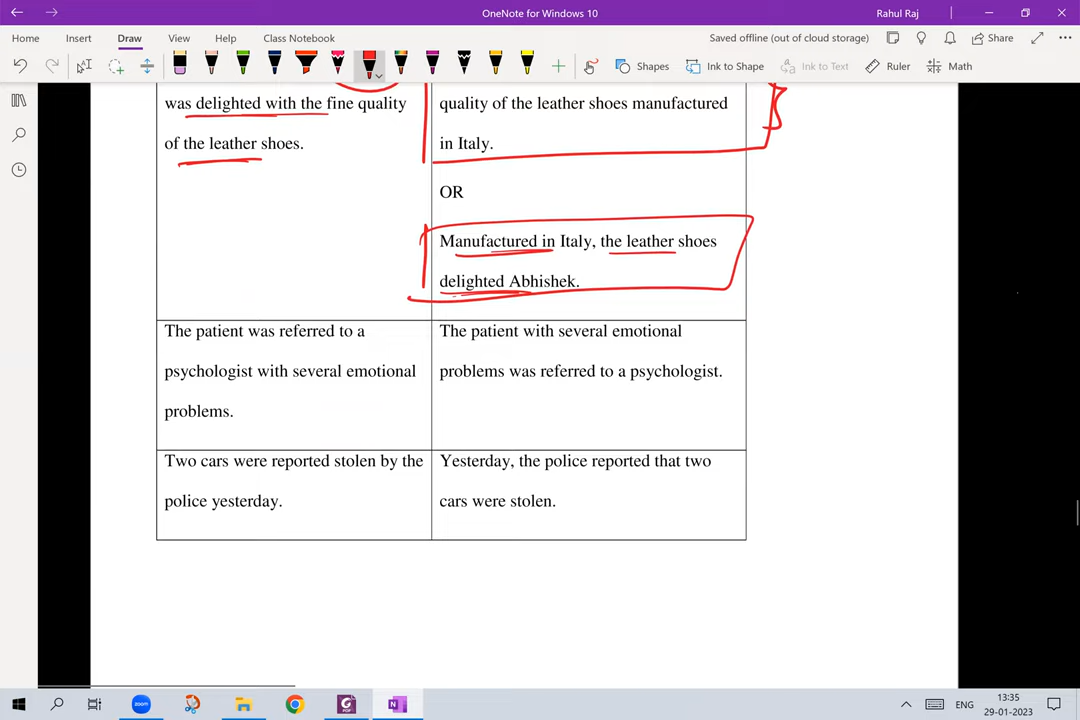 OneNote for Windows 10
Rahul Raj
Home Insert Draw View Help Class Notebook
Saved offline (out of cloud storage)
Share
Shapes
Ink to Shape
Ink to Text
Ruler
Math
was delighted with the fine quality
of the leather shoes.
quality of the leather shoes manufactured
in Italy.
OR
Manufactured in Italy, the leather shoes
delighted Abhishek.
The patient was referred to a
psychologist with several emotional
problems.
The patient with several emotional
problems was referred to a psychologist.
Two cars were reported stolen by the
police yesterday.
Yesterday, the police reported that two
cars were stolen.
zoom
PDF
ENG
13:35
29-01-2023